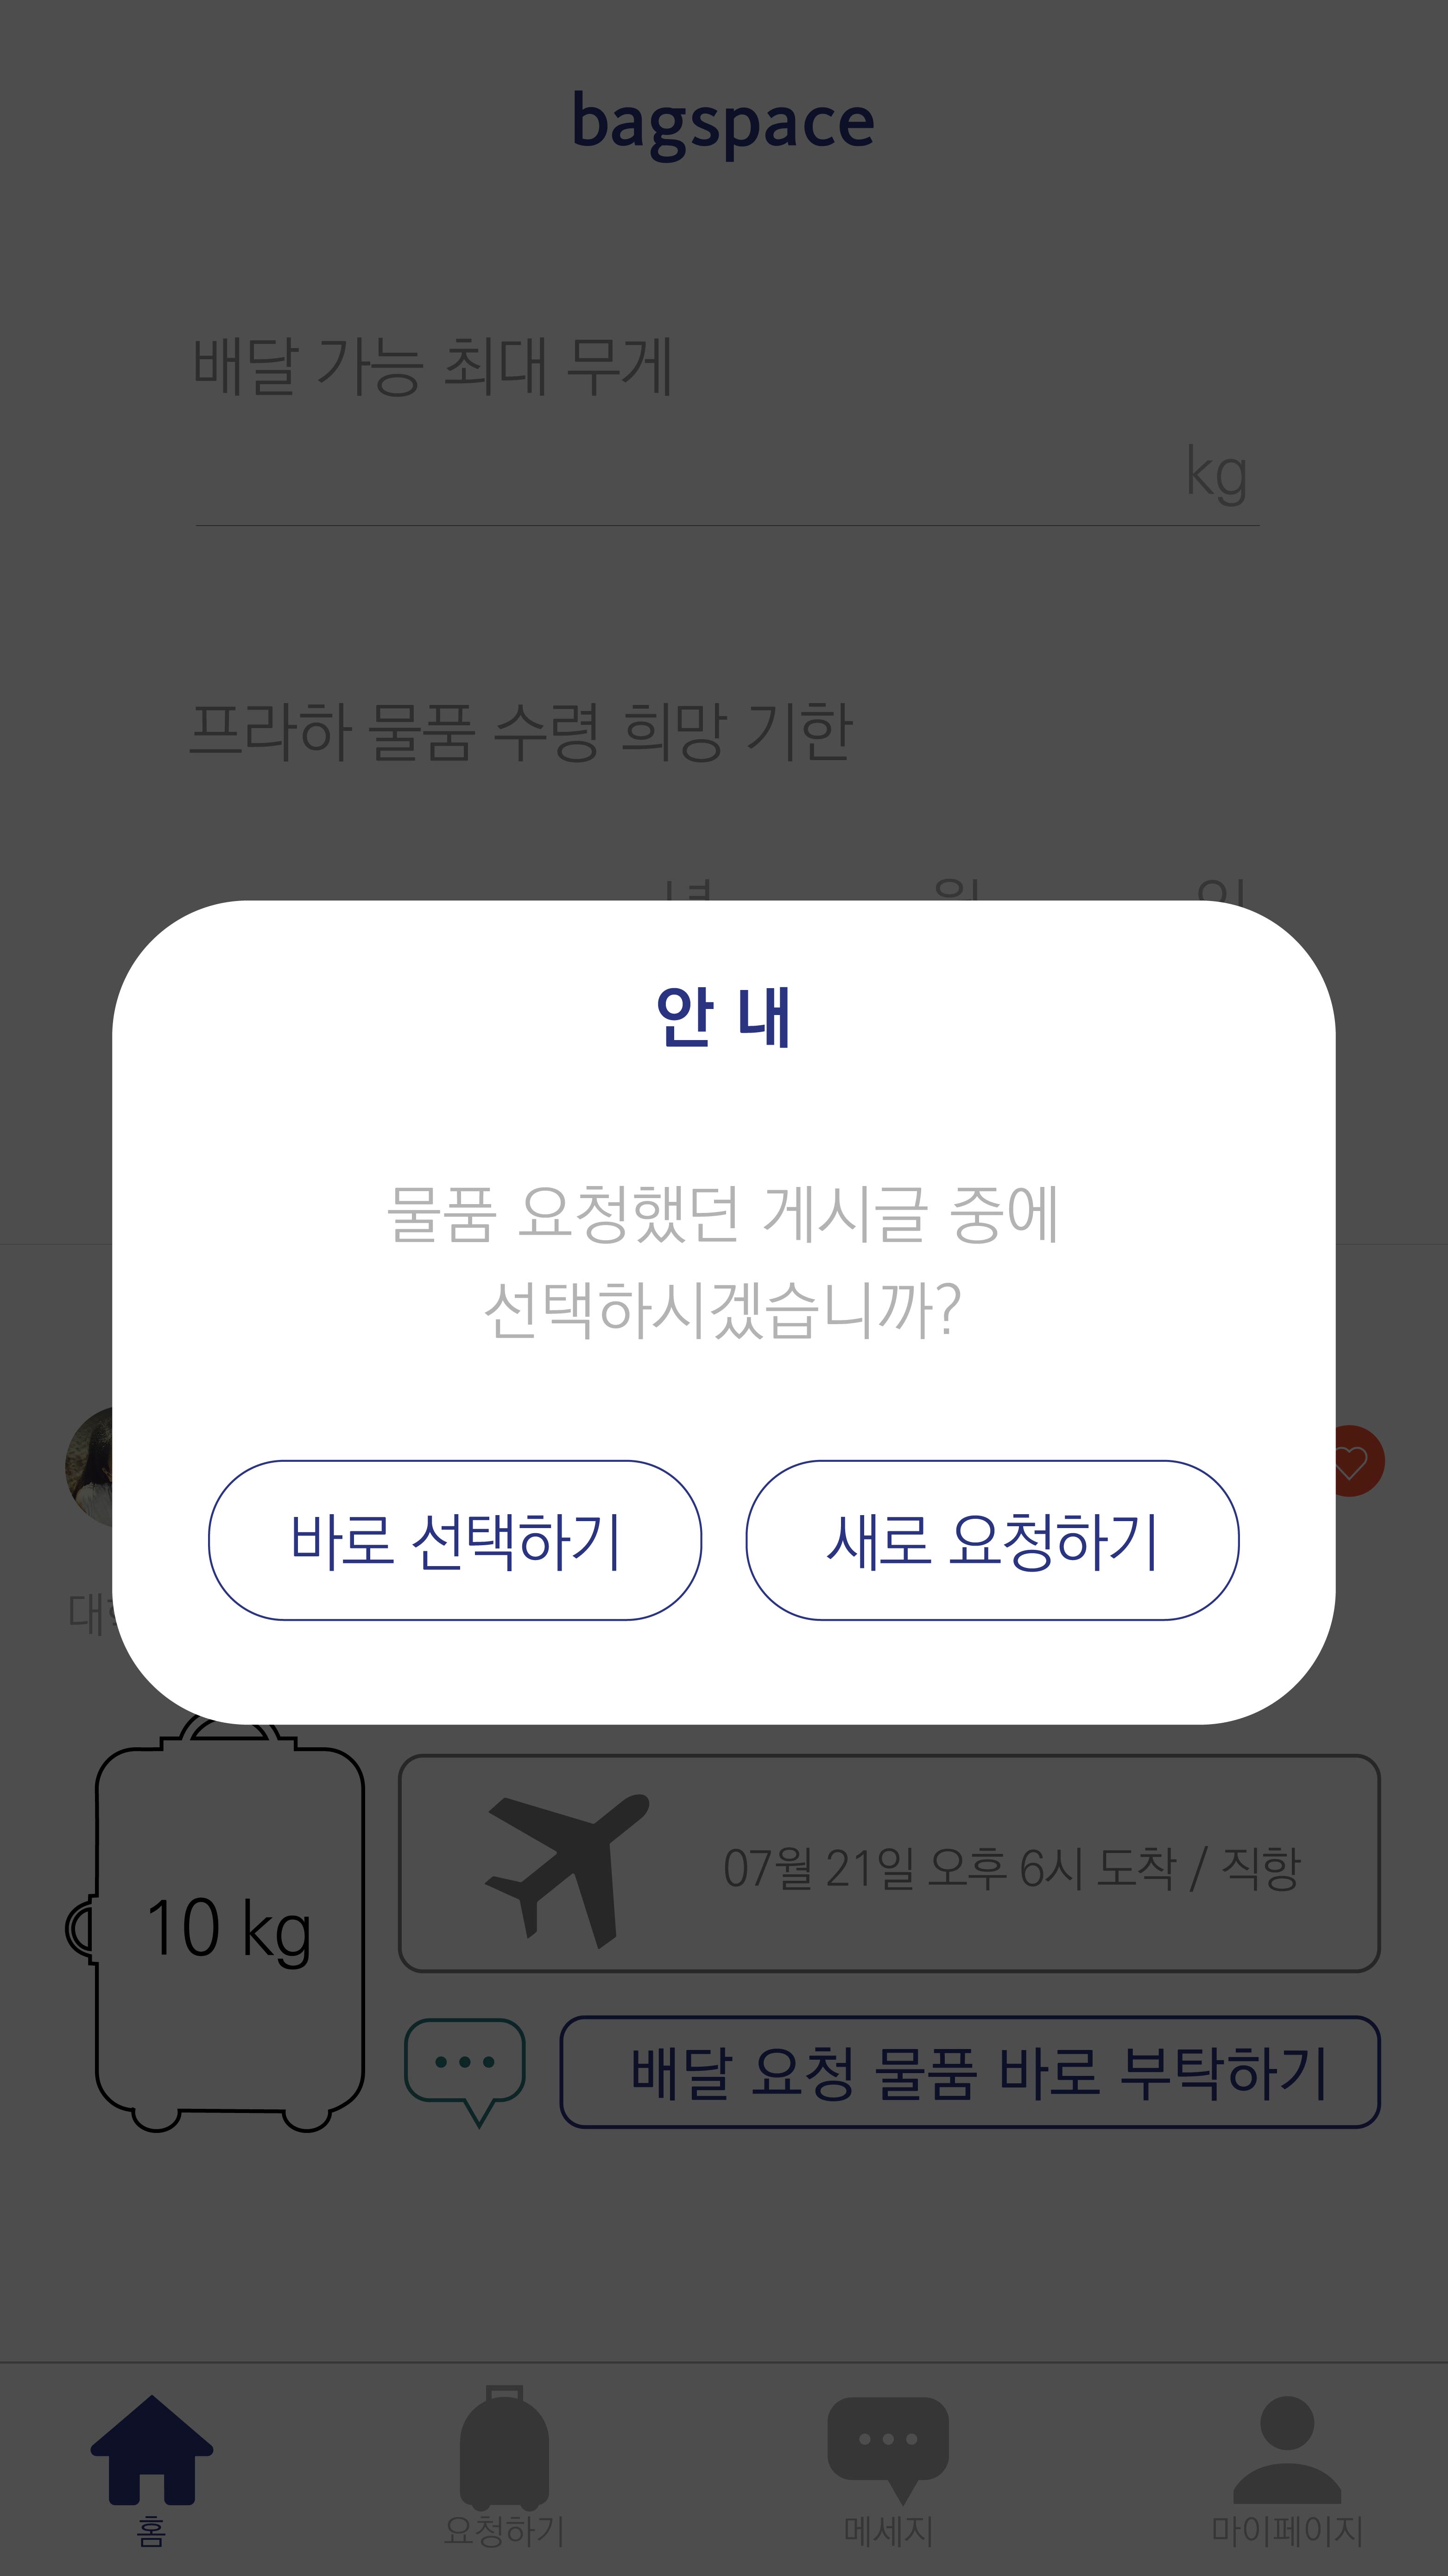 bagspace
배달 가능 최대 무게
kg
프라하 물품 수령 희망 기한
안 내
물품 요청했던 게시글 중에
선택하시겠습니까?
바로 선택하기
새로 요청하기
10 kg
07월 21일 오후 6시 도착 / 직항
배달 요청 물품 바로 부탁하기
홈
요청하기
메세지
마이페이지